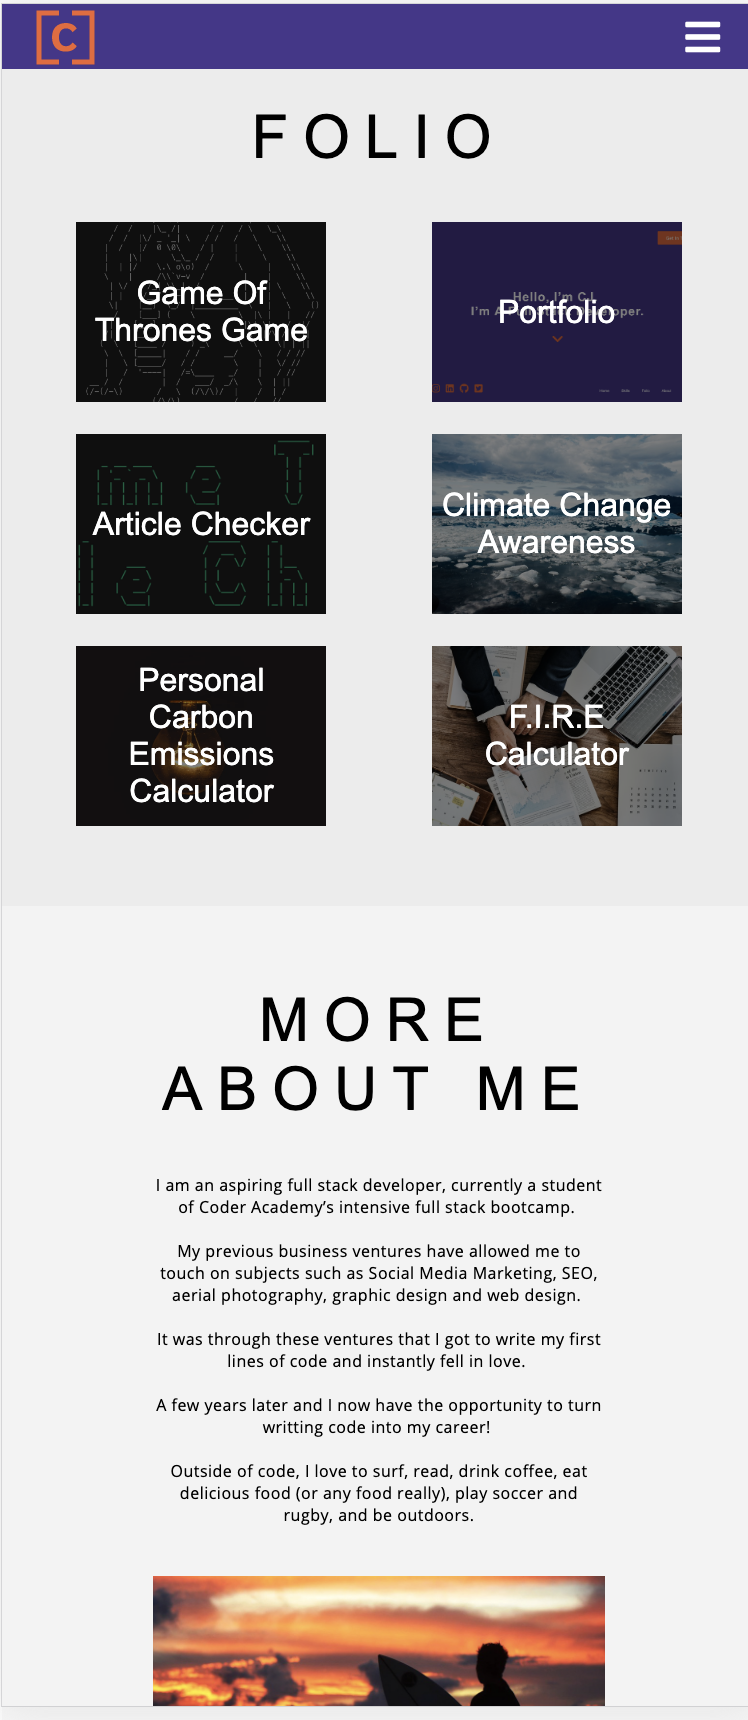 [C]
FOLIO
Game Of
Thrones Game
Hello, I'm C.J.
Portfolio
Article Checker
Climate Change
Awareness
Personal
Carbon
Emissions
Calculator
F.I.R.E
Calculator
MORE
ABOUT ME
I am an aspiring full stack developer, currently a student
of Coder Academy’s intensive full stack bootcamp.
My previous business ventures have allowed me to
touch on subjects such as Social Media Marketing, SEO,
aerial photography, graphic design and web design.
It was through these ventures that I got to write my first
lines of code and instantly fell in love.
A few years later and I now have the opportunity to turn
writting code into my career!
Outside of code, I love to surf, read, drink coffee, eat
delicious food (or any food really), play soccer and
rugby, and be outdoors.